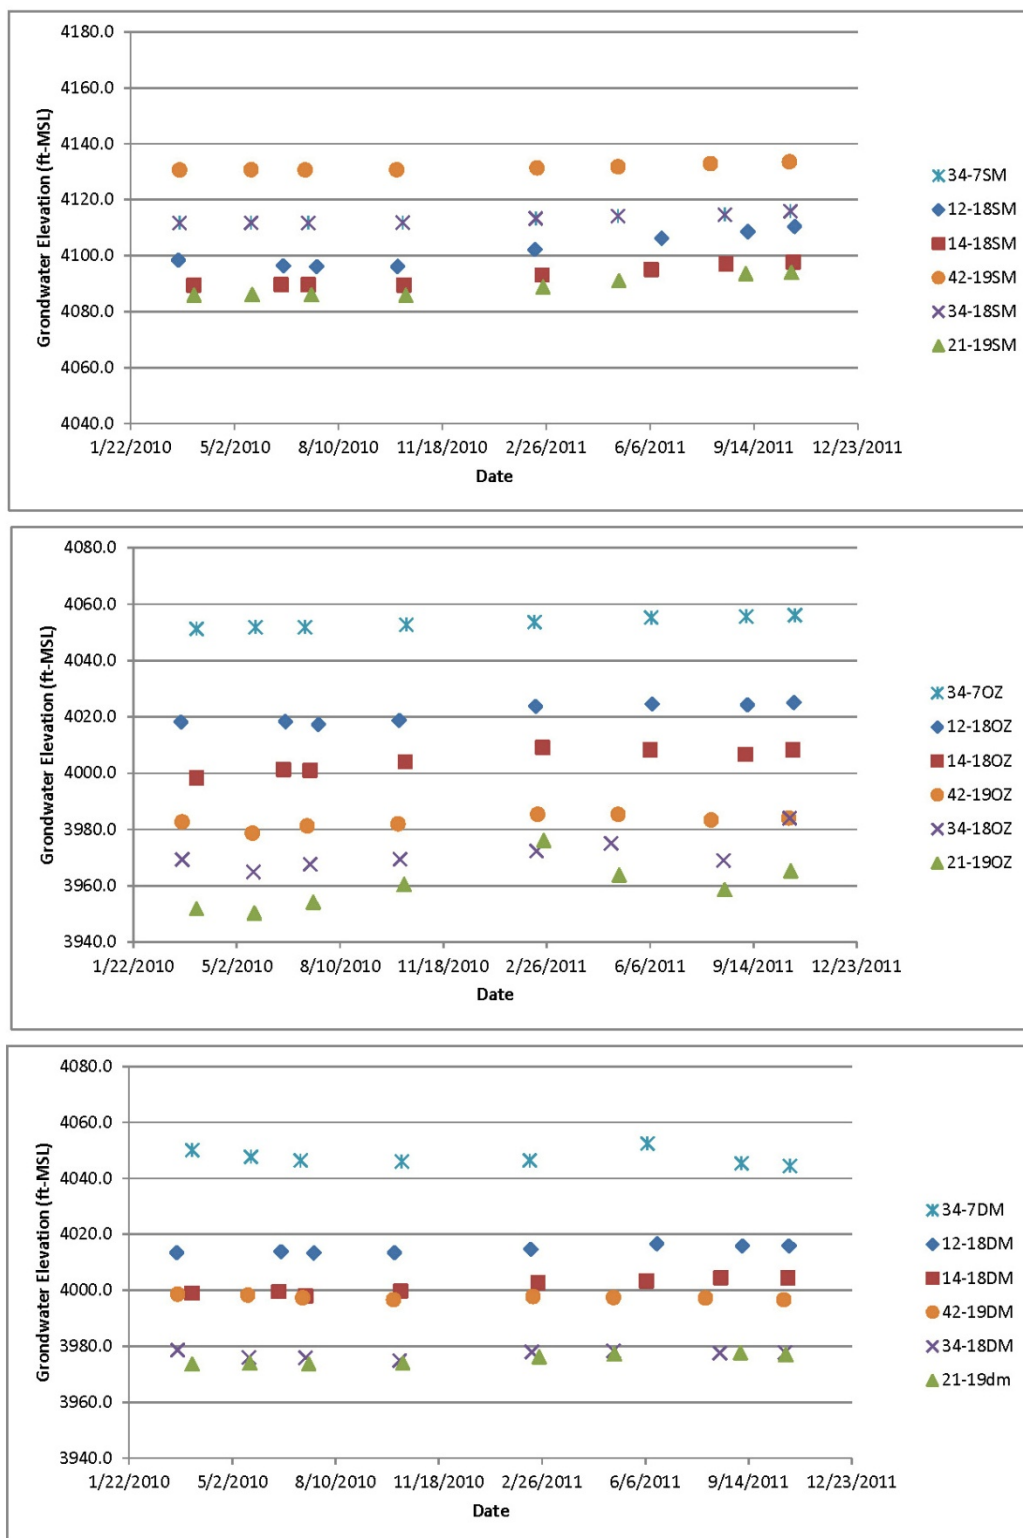 4180.0
4160.0
4140.0
4120.0
4100.0
4080.0
4060.0
4040.0
Grondwater Elevation (ft-MSL)
1/22/2010 5/2/2010 8/10/2010 11/18/2010 2/26/2011 6/6/2011 9/14/2011 12/23/2011
Date
34-7SM
12-18SM
14-18SM
42-19SM
34-18SM
21-19SM
4080.0
4060.0
4040.0
4020.0
4000.0
3980.0
3960.0
3940.0
Grondwater Elevation (ft-MSL)
1/22/2010 5/2/2010 8/10/2010 11/18/2010 2/26/2011 6/6/2011 9/14/2011 12/23/2011
Date
34-7OZ
12-18OZ
14-18OZ
42-19OZ
34-18OZ
21-19OZ
4080.0
4060.0
4040.0
4020.0
4000.0
3980.0
3960.0
3940.0
Grondwater Elevation (ft-MSL)
1/22/2010 5/2/2010 8/10/2010 11/18/2010 2/26/2011 6/6/2011 9/14/2011 12/23/2011
Date
34-7DM
12-18DM
14-18DM
42-19DM
34-18DM
21-19dm